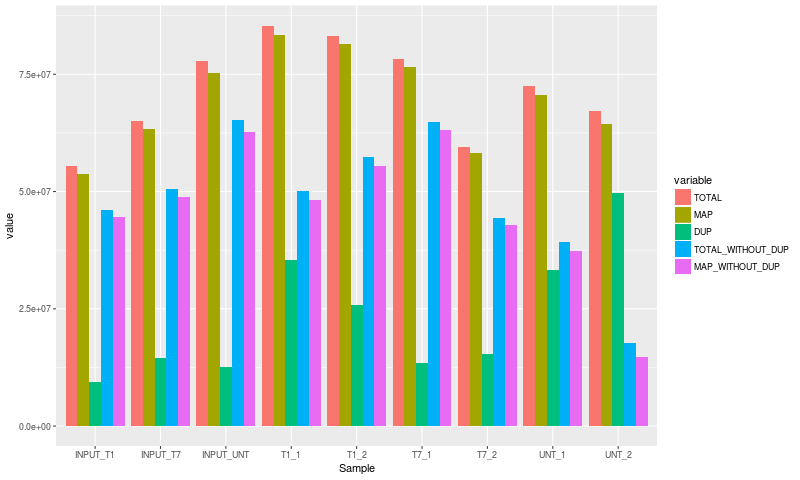 value
7.5e+07
5.0e+07
2.5e+07
0.0e+00
INPUT_T1 INPUT_T7 INPUT_UNT T1_1 T1_2 T7_1 T7_2 UNT_1 UNT_2
Sample
variable
TOTAL
MAP
DUP
TOTAL_WITHOUT_DUP
MAP_WITHOUT_DUP